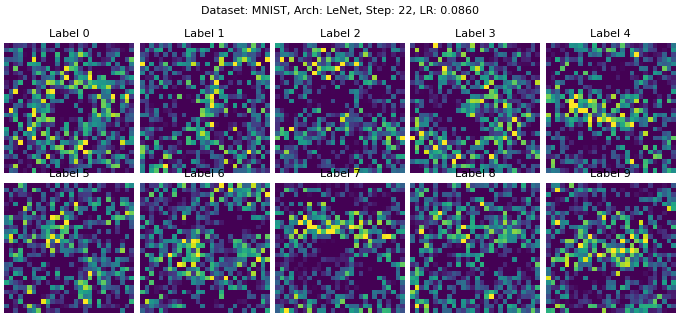 Dataset: MNIST, Arch: LeNet, Step: 22, LR: 0.0860
Label 0
Label 1
Label 2
Label 3
Label 4
Label 5
Label 6
Label 7
Label 8
Label 9